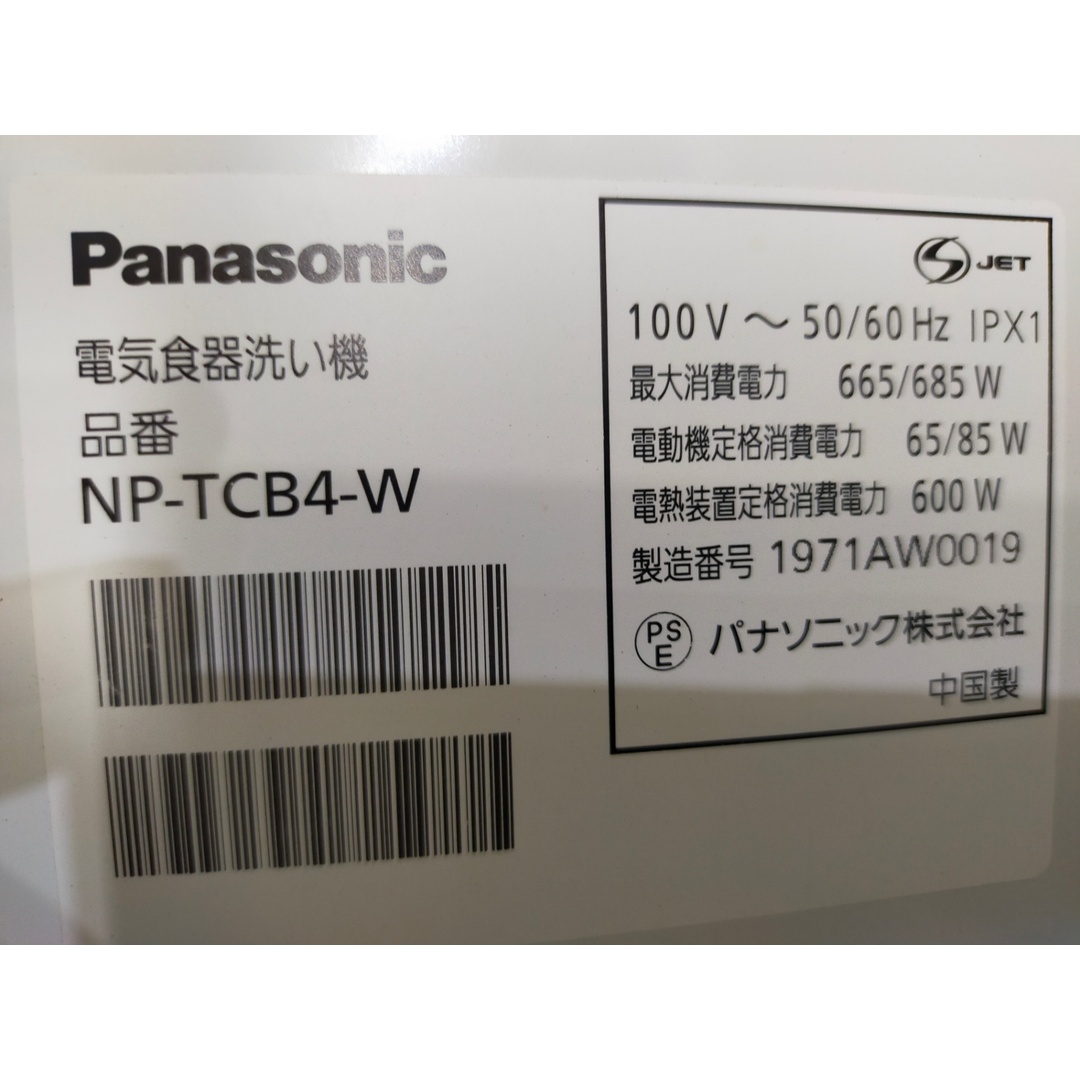 Panasonic
電気食器洗い機
品番
NP-TCB4-W
S JET
100V ～ 50/60Hz IPX1
最大消費電力 665/685W
電動機定格消費電力 65/85W
電熱装置定格消費電力 600W
製造番号 1971AW0019
PSE パナソニック株式会社
中国製